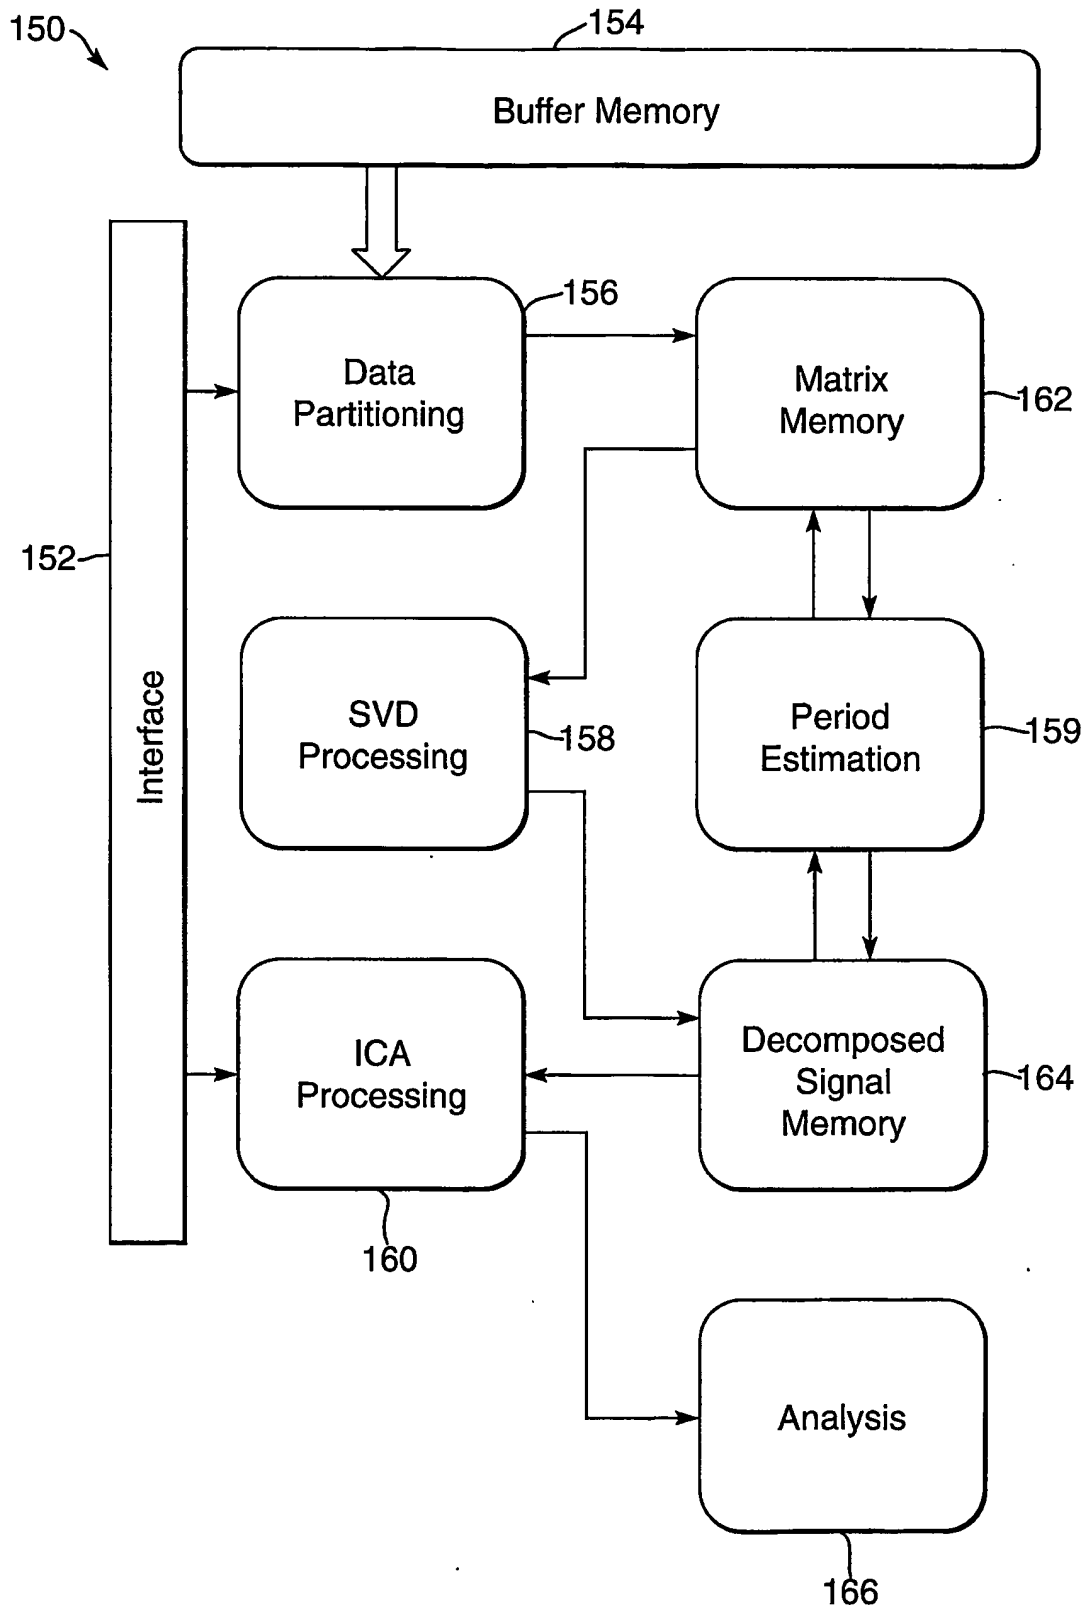 150
154
Buffer Memory
156
Data
Partitioning
Matrix
Memory
162
152
Interface
SVD
Processing
158
Period
Estimation
159
ICA
Processing
160
Decomposed
Signal
Memory
164
Analysis
166